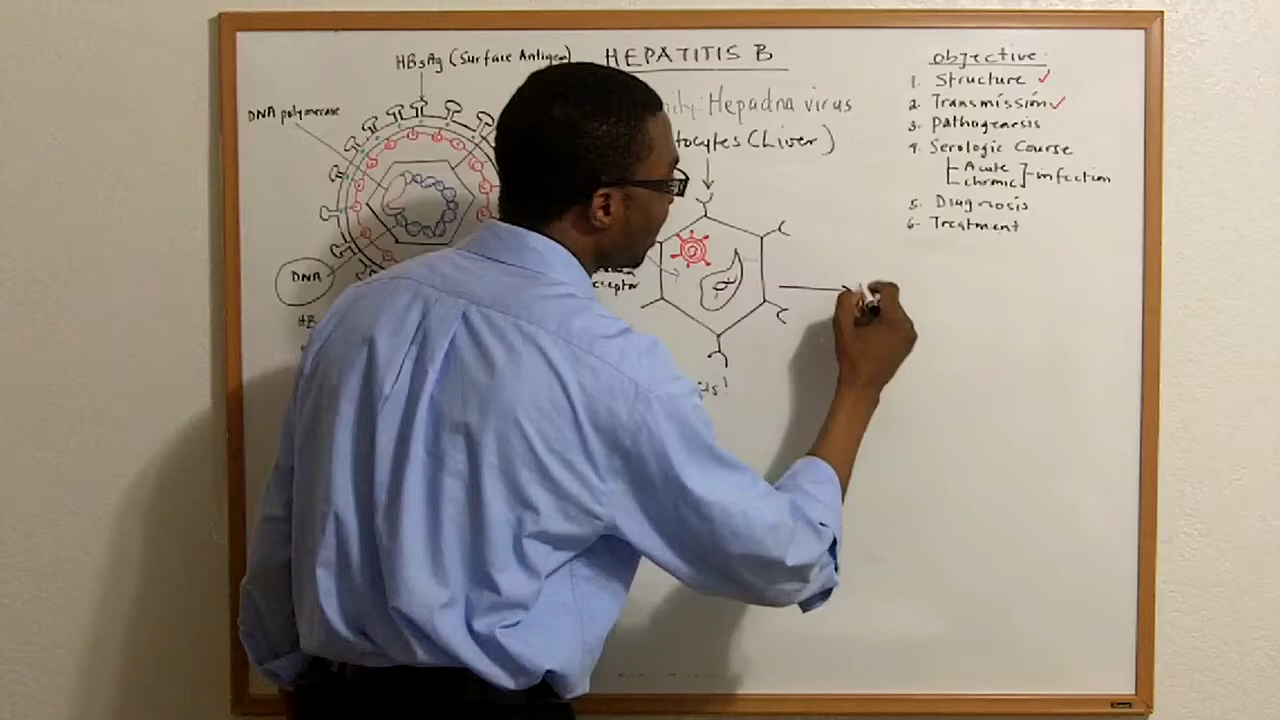 HEPATITIS B
HBsAg (Surface Antigen)
: Hepadna virus
(Liver)
DNA polymerase
DNA
HB
objective
1. Structure ✓
2. Transmission ✓
3. pathogenesis
4. Serologic Course
Acute
chronic
infection
5. Diagnosis
6. Treatment